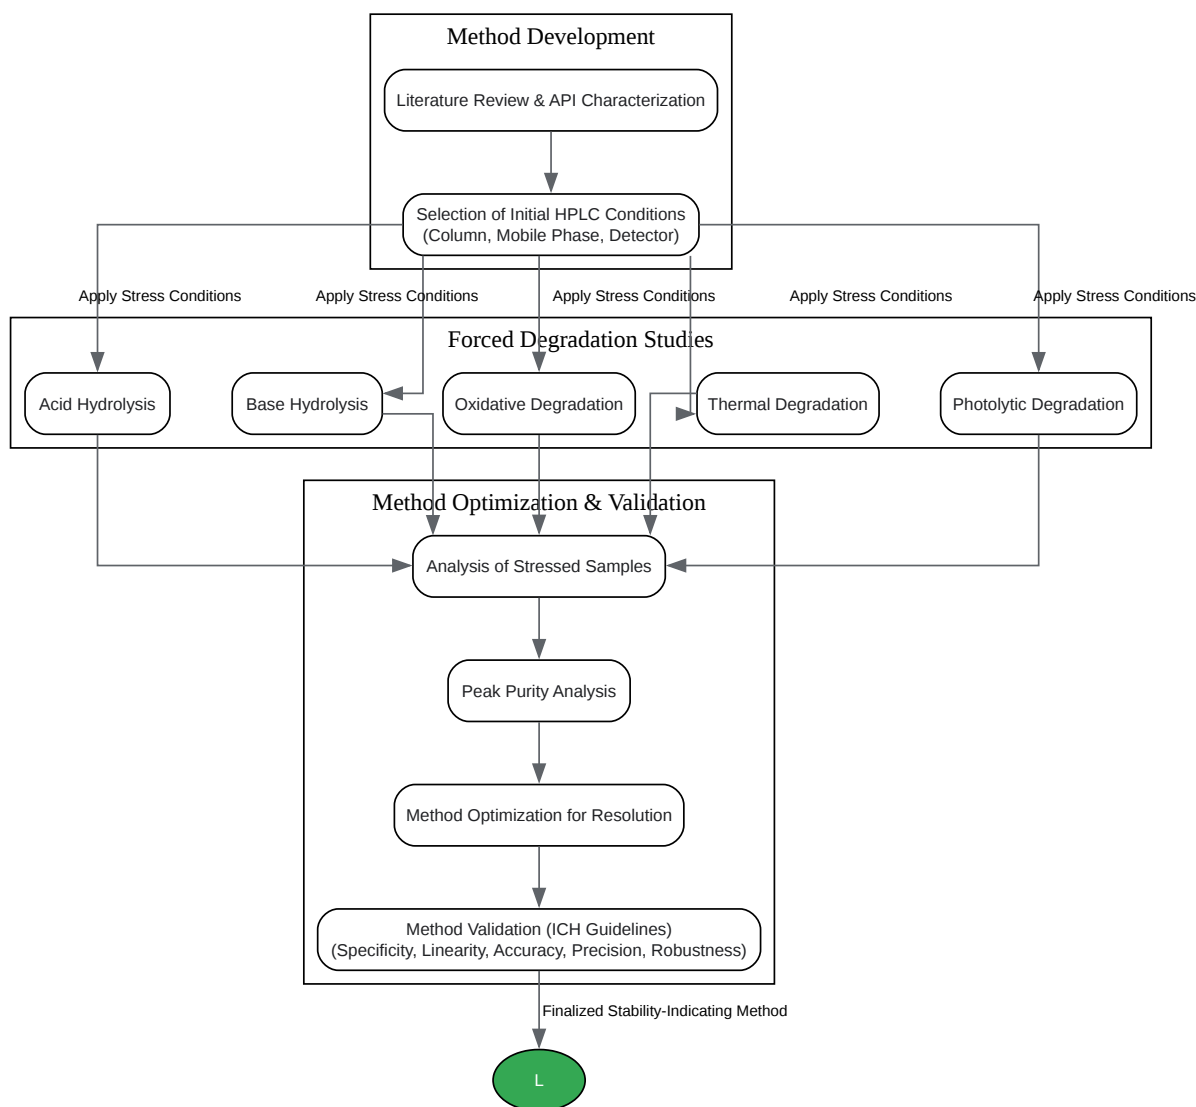 Method Development
Literature Review & API Characterization
Selection of Initial HPLC Conditions
(Column, Mobile Phase, Detector)
Apply Stress Conditions
Apply Stress Conditions
Apply Stress Conditions
Apply Stress Conditions
Apply Stress Conditions
Forced Degradation Studies
Acid Hydrolysis
Base Hydrolysis
Oxidative Degradation
Thermal Degradation
Photolytic Degradation
Method Optimization & Validation
Analysis of Stressed Samples
Peak Purity Analysis
Method Optimization for Resolution
Method Validation (ICH Guidelines)
(Specificity, Linearity, Accuracy, Precision, Robustness)
Finalized Stability-Indicating Method
L